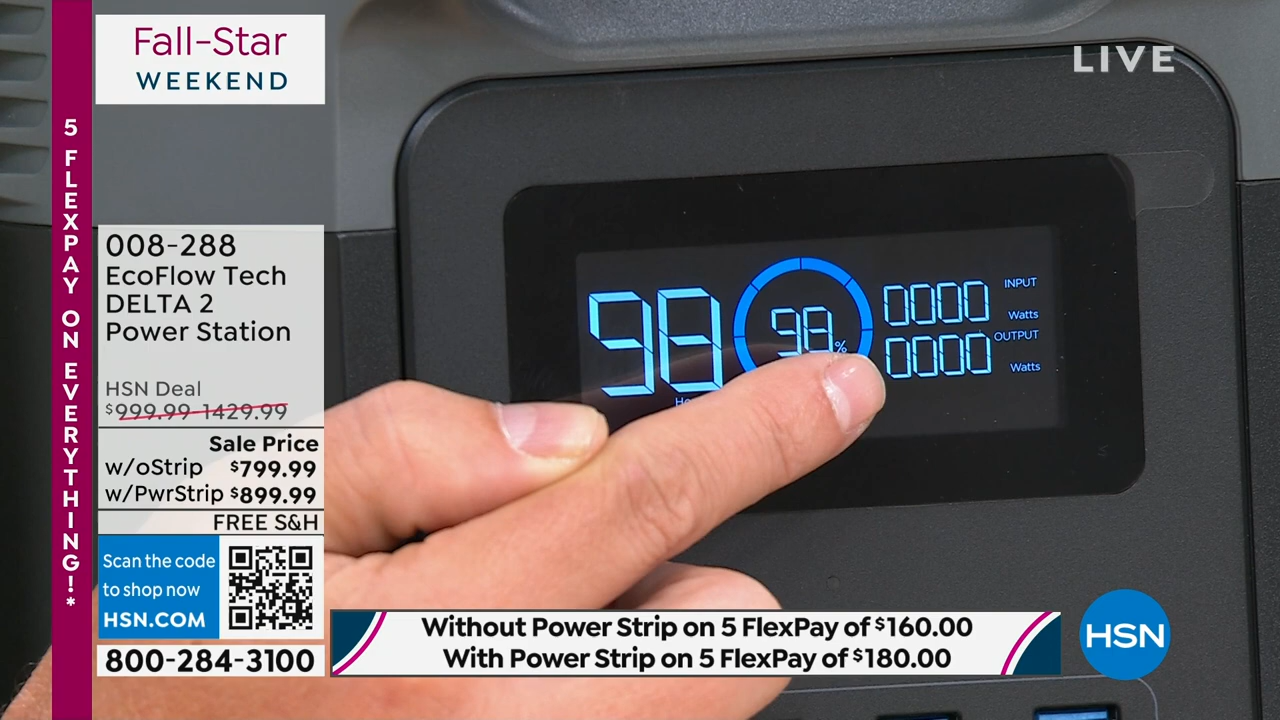 Fall-Star
WEEKEND
LIVE
5 FLEXPAY ON EVERYTHING!*
008-288
EcoFlow Tech
DELTA 2
Power Station
HSN Deal
$999.99-1429.99
Sale Price
w/oStrip $799.99
w/PwrStrip $899.99
FREE S&H
Scan the code
to shop now
HSN.COM
800-284-3100
98
98%
0000 INPUT
Watts
OUTPUT
0000
Watts
Without Power Strip on 5 FlexPay of $160.00
With Power Strip on 5 FlexPay of $180.00
HSN